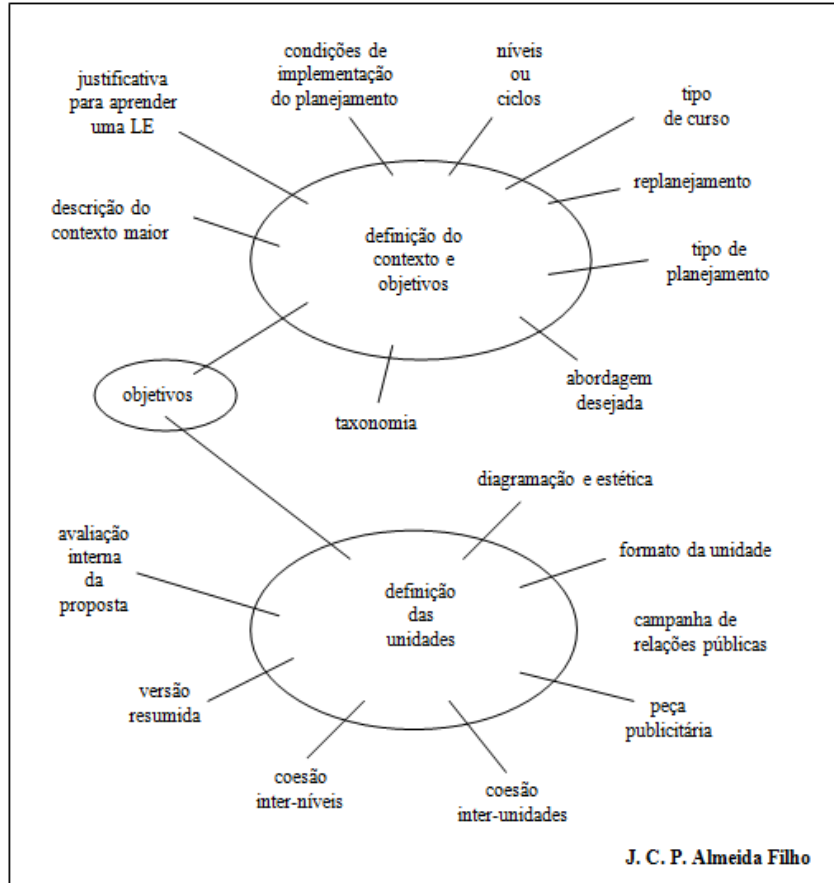 condições de
implementação
do planejamento
níveis
ou
ciclos
justificativa
para aprender
uma LE
tipo
de curso
replanejamento
descrição do
contexto maior
definição do
contexto e
objetivos
tipo de
planejamento
abordagem
desejada
objetivos
taxonomia
diagramação e estética
avaliação
interna
da
proposta
formato da unidade
definição
das
unidades
campanha de
relações públicas
versão
resumida
peça
publicitária
coesão
inter-níveis
coesão
inter-unidades
J. C. P. Almeida Filho